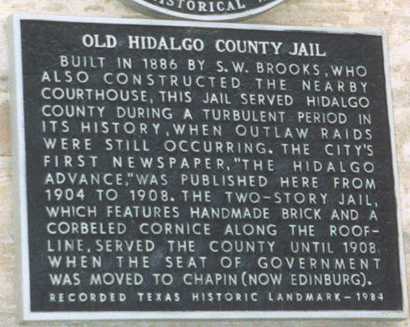 HISTORICAL
OLD HIDALGO COUNTY JAIL
BUILT IN 1886 BY S.W. BROOKS, WHO
ALSO CONSTRUCTED THE NEARBY
COURTHOUSE, THIS JAIL SERVED HIDALGO
COUNTY DURING A TURBULENT PERIOD IN
ITS HISTORY, WHEN OUTLAW RAIDS
WERE STILL OCCURRING. THE CITY'S
FIRST NEWSPAPER, "THE HIDALGO
ADVANCE," WAS PUBLISHED HERE FROM
1904 TO 1908. THE TWO-STORY JAIL,
WHICH FEATURES HANDMADE BRICK AND A
CORBELED CORNICE ALONG THE ROOF-
LINE, SERVED THE COUNTY UNTIL 1908
WHEN THE SEAT OF GOVERNMENT
WAS MOVED TO CHAPIN (NOW EDINBURG).
RECORDED TEXAS HISTORIC LANDMARK - 1984